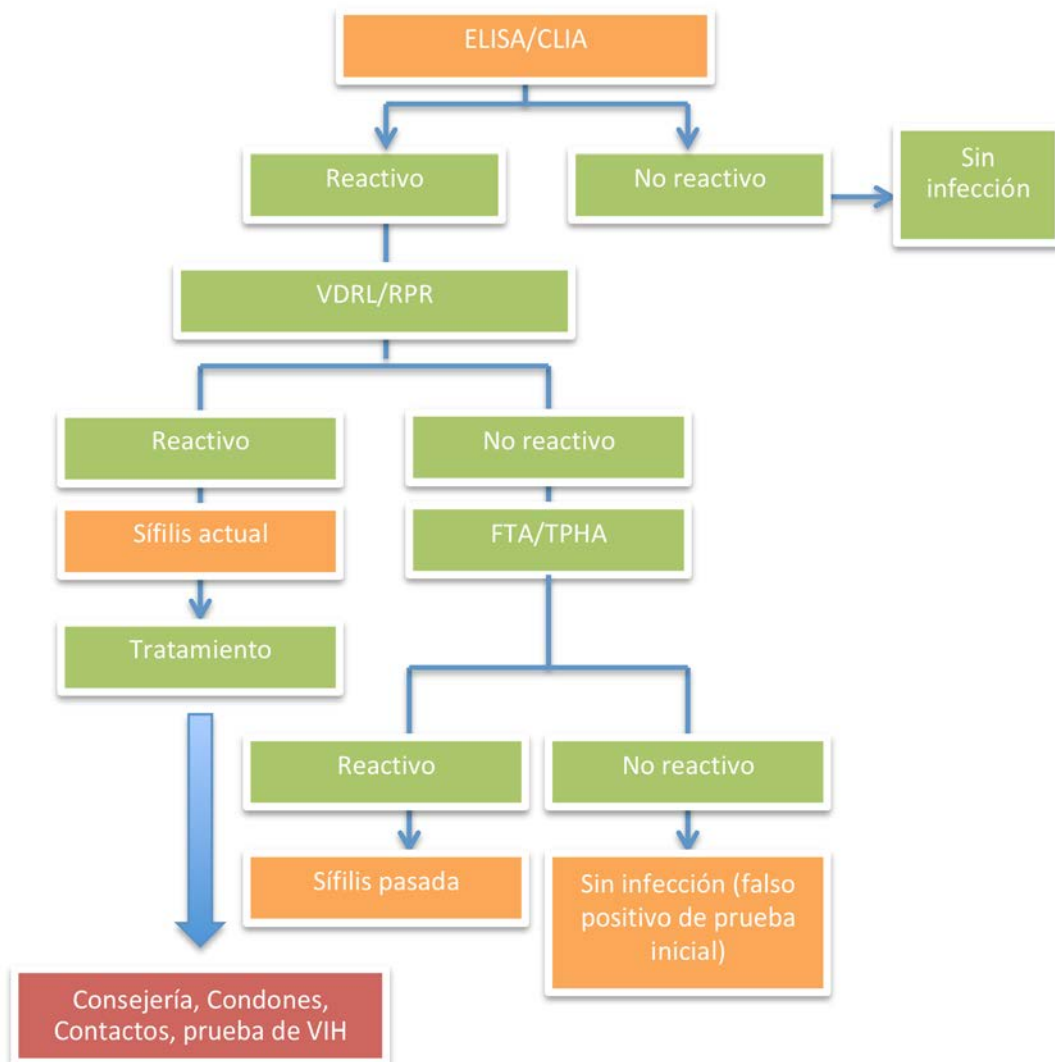 ELISA/CLIA
Reactivo
No reactivo
Sin
infección
VDRL/RPR
Reactivo
No reactivo
Sífilis actual
FTA/TPHA
Tratamiento
Reactivo
No reactivo
Sífilis pasada
Sin infección (falso
positivo de prueba
inicial)
Consejería, Condones,
Contactos, prueba de VIH